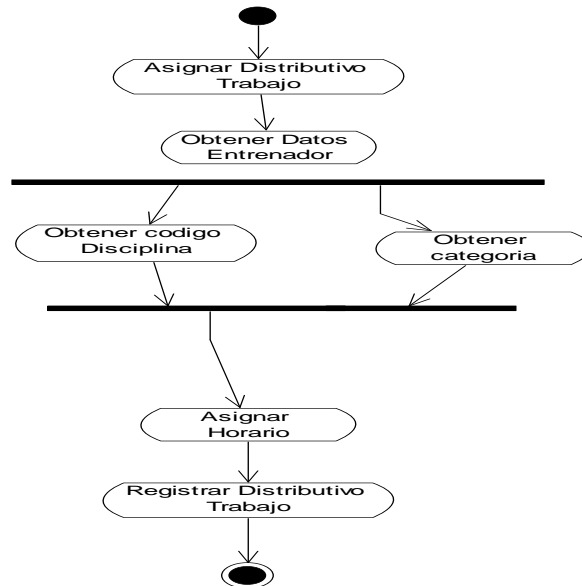 Asignar Distributivo
Trabajo
Obtener Datos
Entrenador
Obtener codigo
Disciplina
Obtener
categoria
Asignar
Horario
Registrar Distributivo
Trabajo